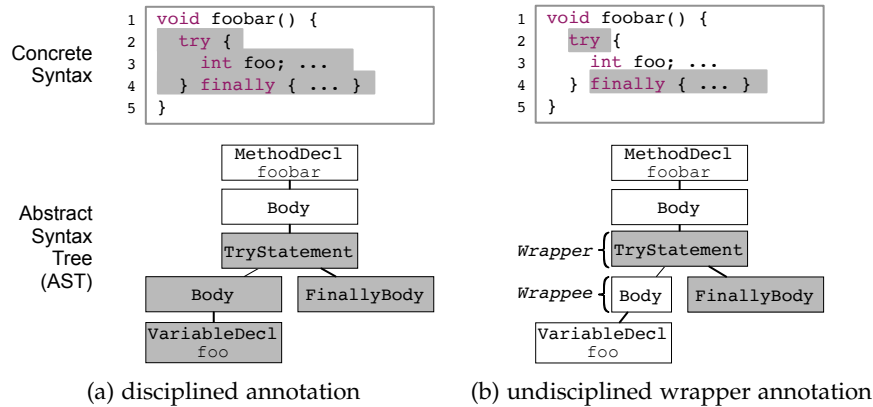 Concrete
Syntax
1 void foobar() {
2 try {
3 int foo; ...
4 } finally { ... }
5 }
1 void foobar() {
2 try {
3 int foo; ...
4 } finally { ... }
5 }
Abstract
Syntax
Tree
(AST)
MethodDecl
foobar
Body
TryStatement
Body
FinallyBody
VariableDecl
foo
MethodDecl
foobar
Body
Wrapper
TryStatement
Wrappee
Body
FinallyBody
VariableDecl
foo
(a) disciplined annotation
(b) undisciplined wrapper annotation